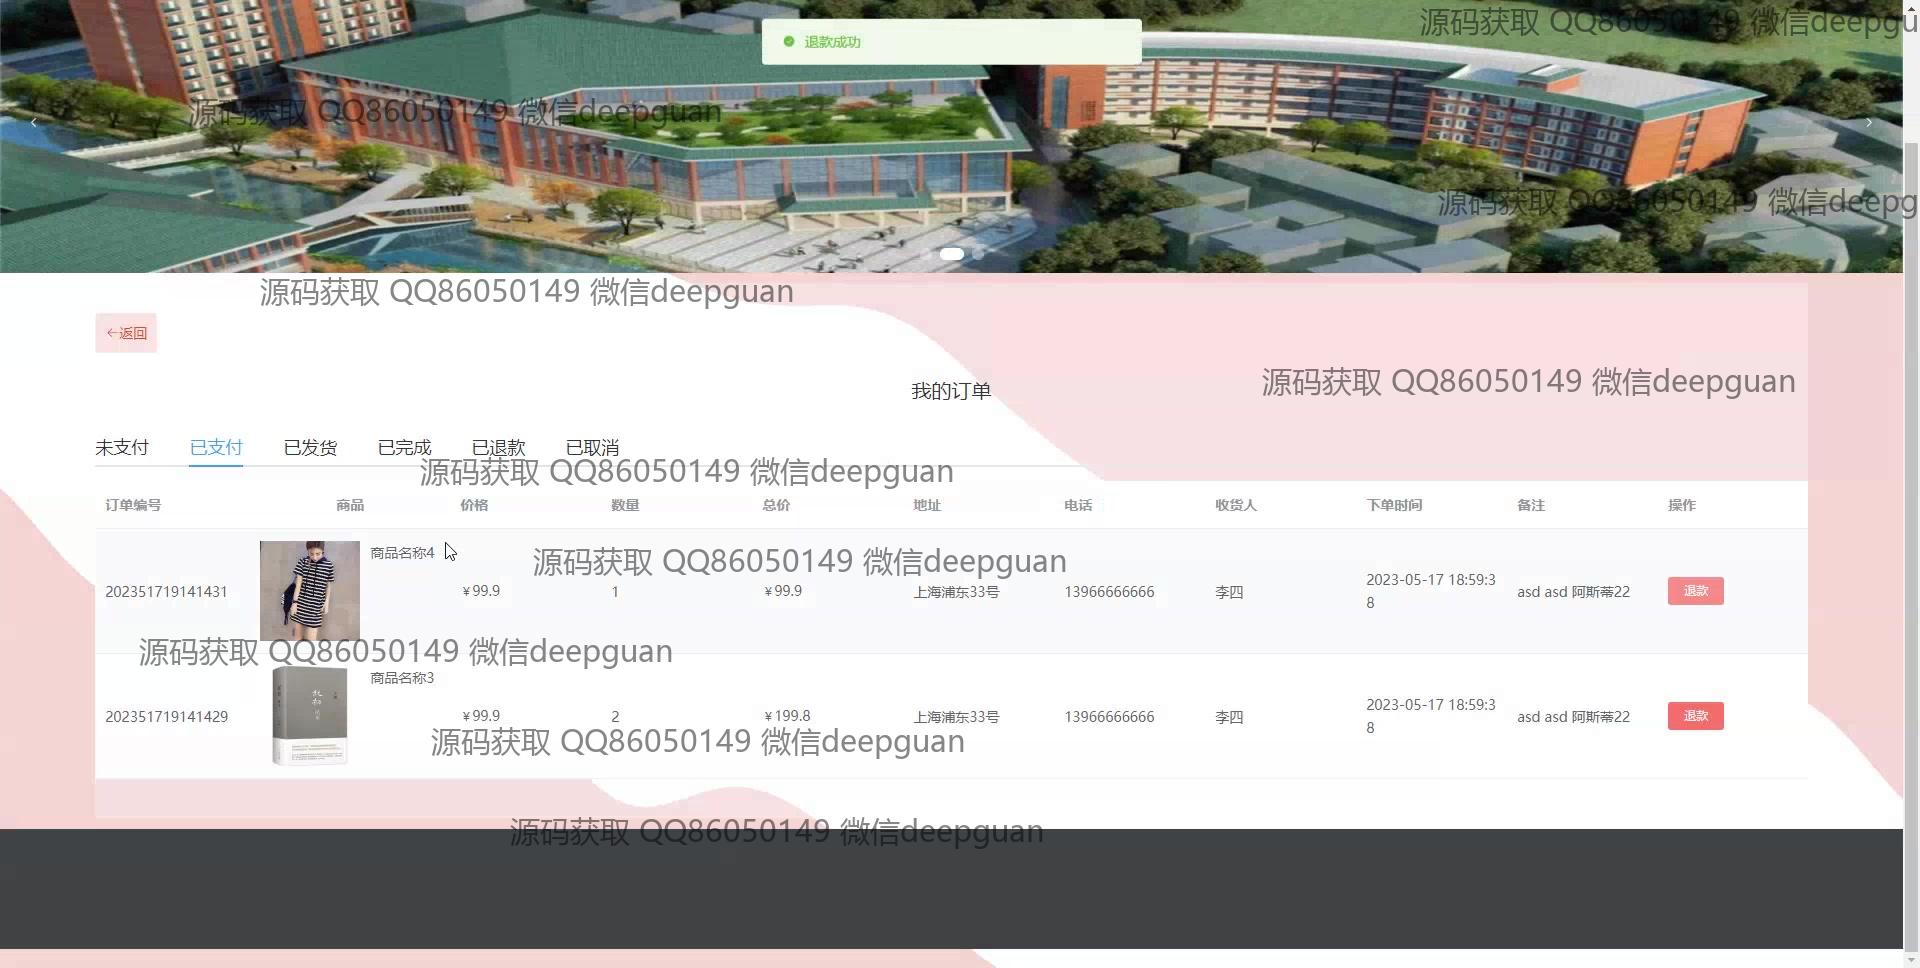 源码获取 QQ86050149 微信deepgu
退款成功
源码获取 QQ86050149 微信deepguan
源码获取 QQ86050149 微信deepg
源码获取 QQ86050149 微信deepguan
返回
源码获取 QQ86050149 微信deepguan
我的订单
未支付 已支付 已发货 已完成 已退款 已取消
源码获取 QQ86050149 微信deepguan
订单编号 商品 价格 数量 总价 地址 电话 收货人 下单时间 备注 操作
商品名称4
源码获取 QQ86050149 微信deepguan
202351719141431 ¥99.9 1 ¥99.9 上海浦东33号 13966666666 李四 2023-05-17 18:59:3 asd asd 阿斯蒂22 退款
8
源码获取 QQ86050149 微信deepguan
商品名称3
202351719141429 ¥99.9 2 ¥199.8 上海浦东33号 13966666666 李四 2023-05-17 18:59:3 asd asd 阿斯蒂22 退款
8
源码获取 QQ86050149 微信deepguan
源码获取 QQ86050149 微信deepguan